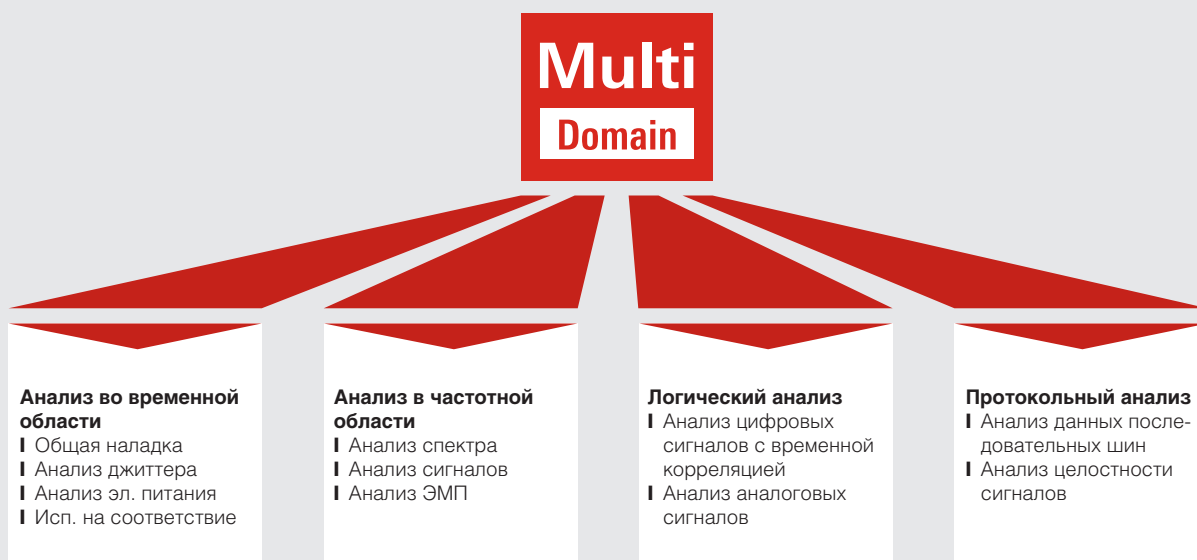 Multi
Domain
Анализ во временной
области
Общая наладка
Анализ джиттера
Анализ эл. питания
Исп. на соответствие
Анализ в частотной
области
Анализ спектра
Анализ сигналов
Анализ ЭМП
Логический анализ
Анализ цифровых
сигналов с временной
корреляцией
Анализ аналоговых
сигналов
Протокольный анализ
Анализ данных после-
довательных шин
Анализ целостности
сигналов